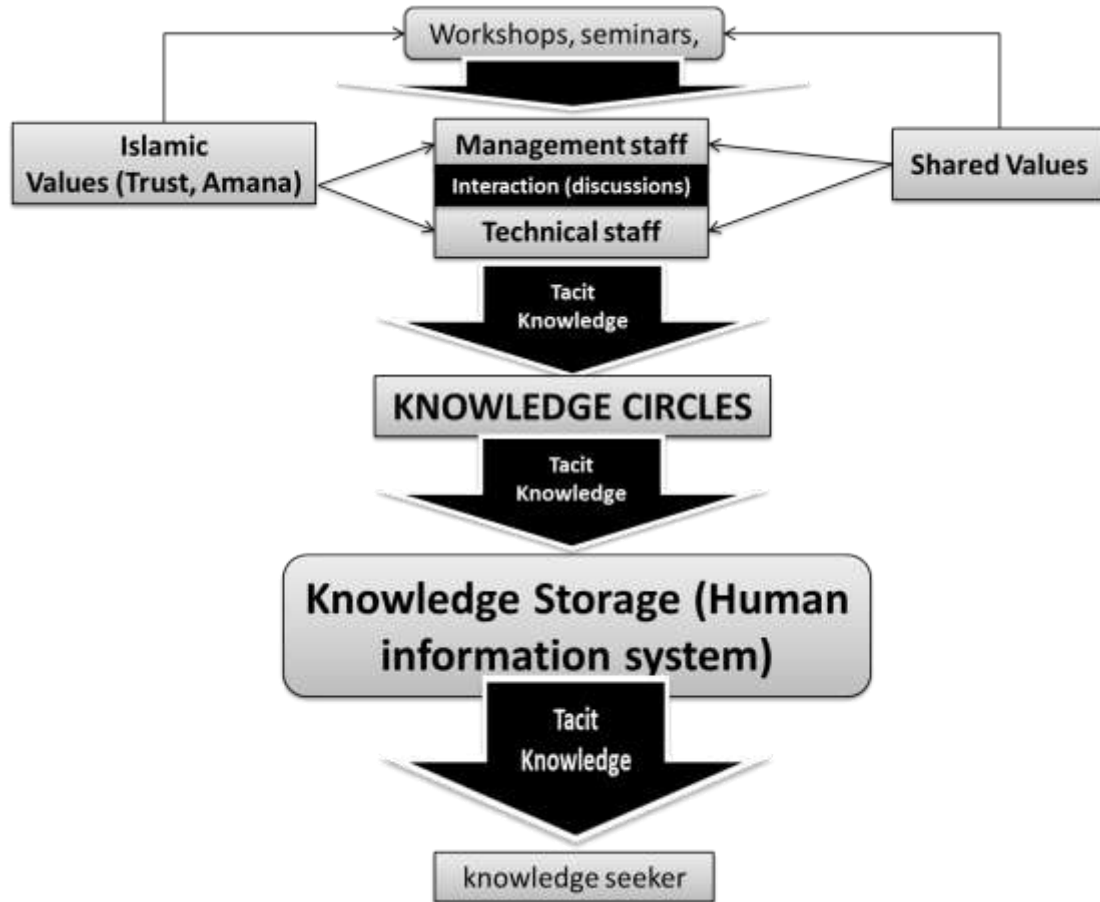 Workshops, seminars,
Islamic
Values (Trust, Amana)
Management staff
Interaction (discussions)
Technical staff
Shared Values
Tacit
Knowledge
KNOWLEDGE CIRCLES
Tacit
Knowledge
Knowledge Storage (Human
information system)
Tacit
Knowledge
knowledge seeker